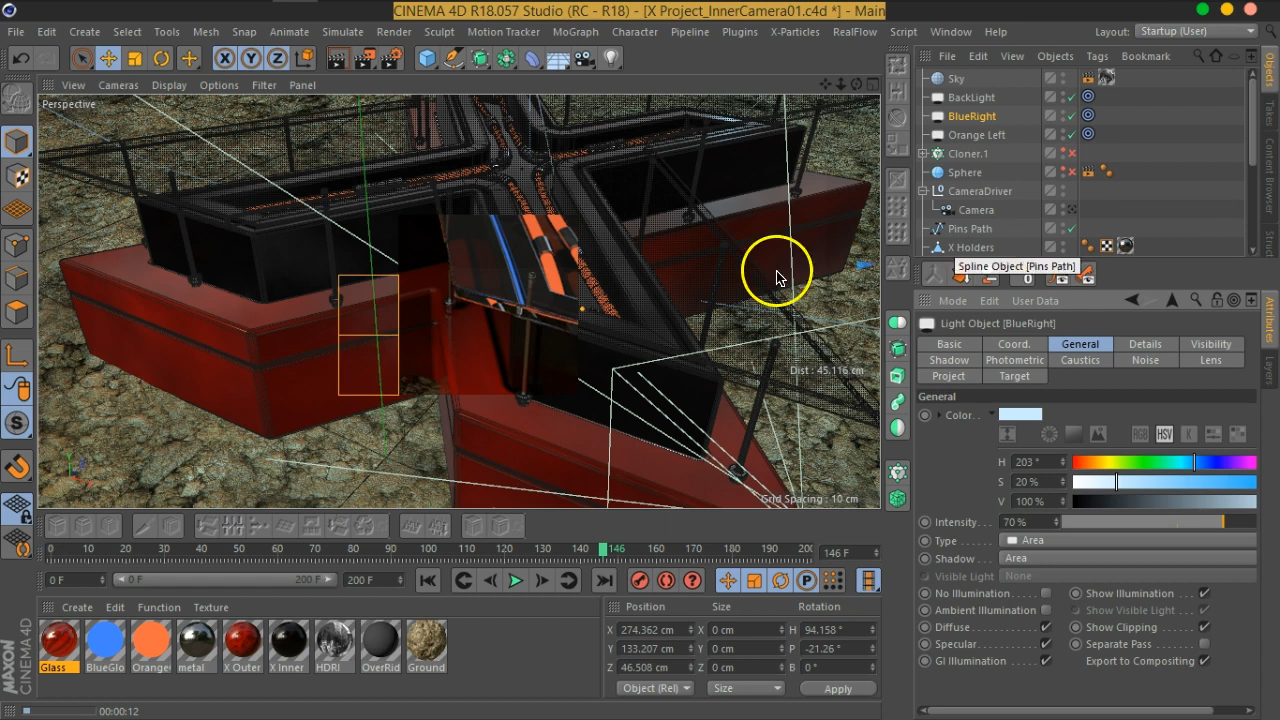 CINEMA 4D R18.057 Studio (RC - R18) - [X Project_InnerCamera01.c4d *] - Main
File Edit Create Select Tools Mesh Snap Animate Simulate Render Sculpt Motion Tracker MoGraph Character Pipeline Plugins X-Particles RealFlow Script Window Help Layout: Startup (User)
X Y Z
File Edit View Objects Tags Bookmark
View Cameras Display Options Filter Panel
Perspective
Sky
BackLight
BlueRight
Orange Left
Cloner.1
Sphere
CameraDriver
Camera
Pins Path
X Holders
Spline Object [Pins Path]
Objects
Takes
Content Browser
Structure
Mode Edit User Data
Light Object [BlueRight]
Basic Coord. General Details Visibility
Shadow Photometric Caustics Noise Lens
Project Target
General
Color
RGB HSV K
H 203 °
S 20 %
V 100 %
Intensity 70 %
Type Area
Shadow Area
Visible Light None
No Illumination Show Illumination
Ambient Illumination Show Visible Light
Diffuse Show Clipping
Specular Separate Pass
GI Illumination Export to Compositing
Attributes
Layers
Dist : 45.116 cm
Grid Spacing : 10 cm
0 10 20 30 40 50 60 70 80 90 100 110 120 130 146 160 170 180 190 200 146 F
0 F 0 F 200 F 200 F
P
Create Edit Function Texture
Glass BlueGlo Orange metal X Outer X Inner HDRI OverRid Ground
Position Size Rotation
X 274.362 cm X 0 cm H 94.158 °
Y 133.207 cm Y 0 cm P -21.26 °
Z 46.508 cm Z 0 cm B 0 °
Object (Rel) Size Apply
MAXON
CINEMA 4D
00:00:12